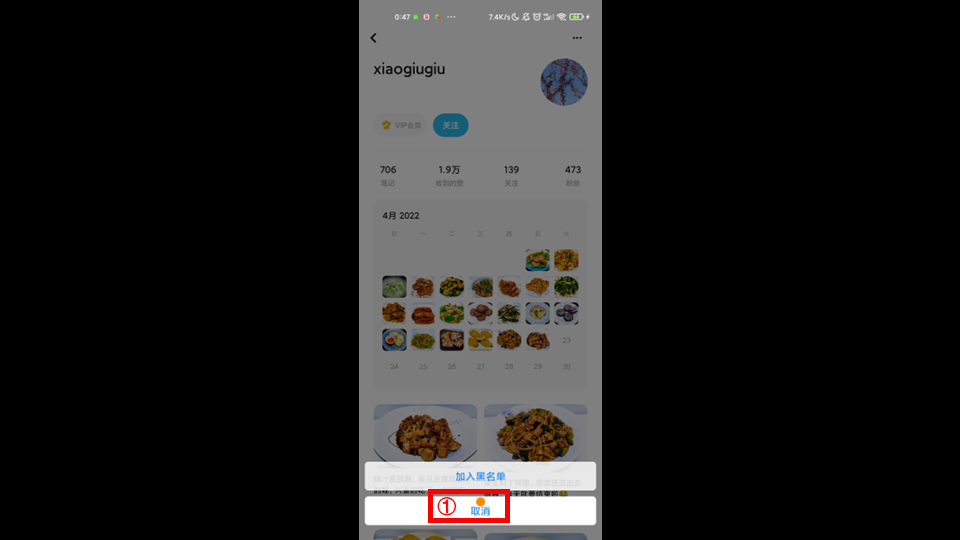 0:47
7.4K/s
xiaogiugiu
VIP会员
关注
706
1.9万
139
473
笔记
收到的赞
关注
粉丝
4月 2022
日 一 二 三 四 五 六
23
24 25 26 27 28 29 30
加入黑名单
①
取消